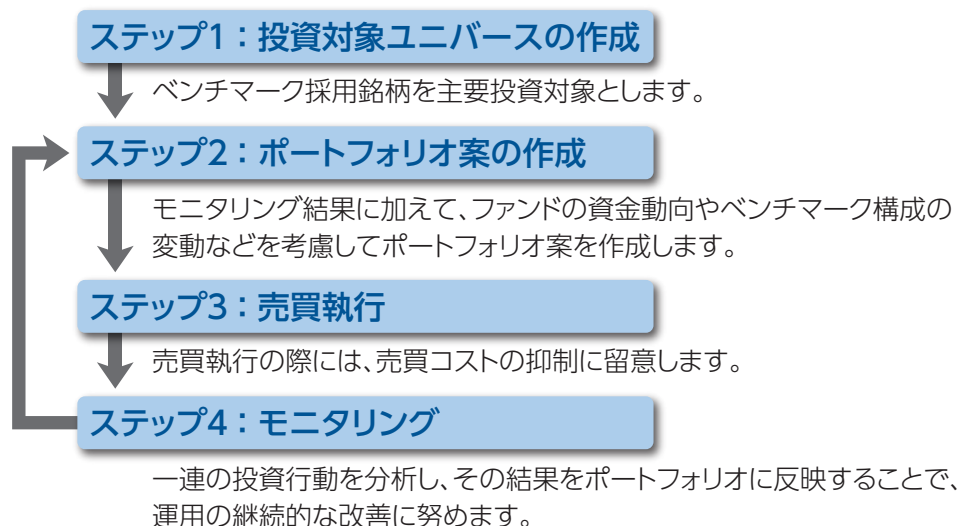 ステップ1：投資対象ユニバースの作成
ベンチマーク採用銘柄を主要投資対象とします。
ステップ2：ポートフォリオ案の作成
モニタリング結果に加えて、ファンドの資金動向やベンチマーク構成の
変動などを考慮してポートフォリオ案を作成します。
ステップ3：売買執行
売買執行の際には、売買コストの抑制に留意します。
ステップ4：モニタリング
一連の投資行動を分析し、その結果をポートフォリオに反映することで、
運用の継続的な改善に努めます。